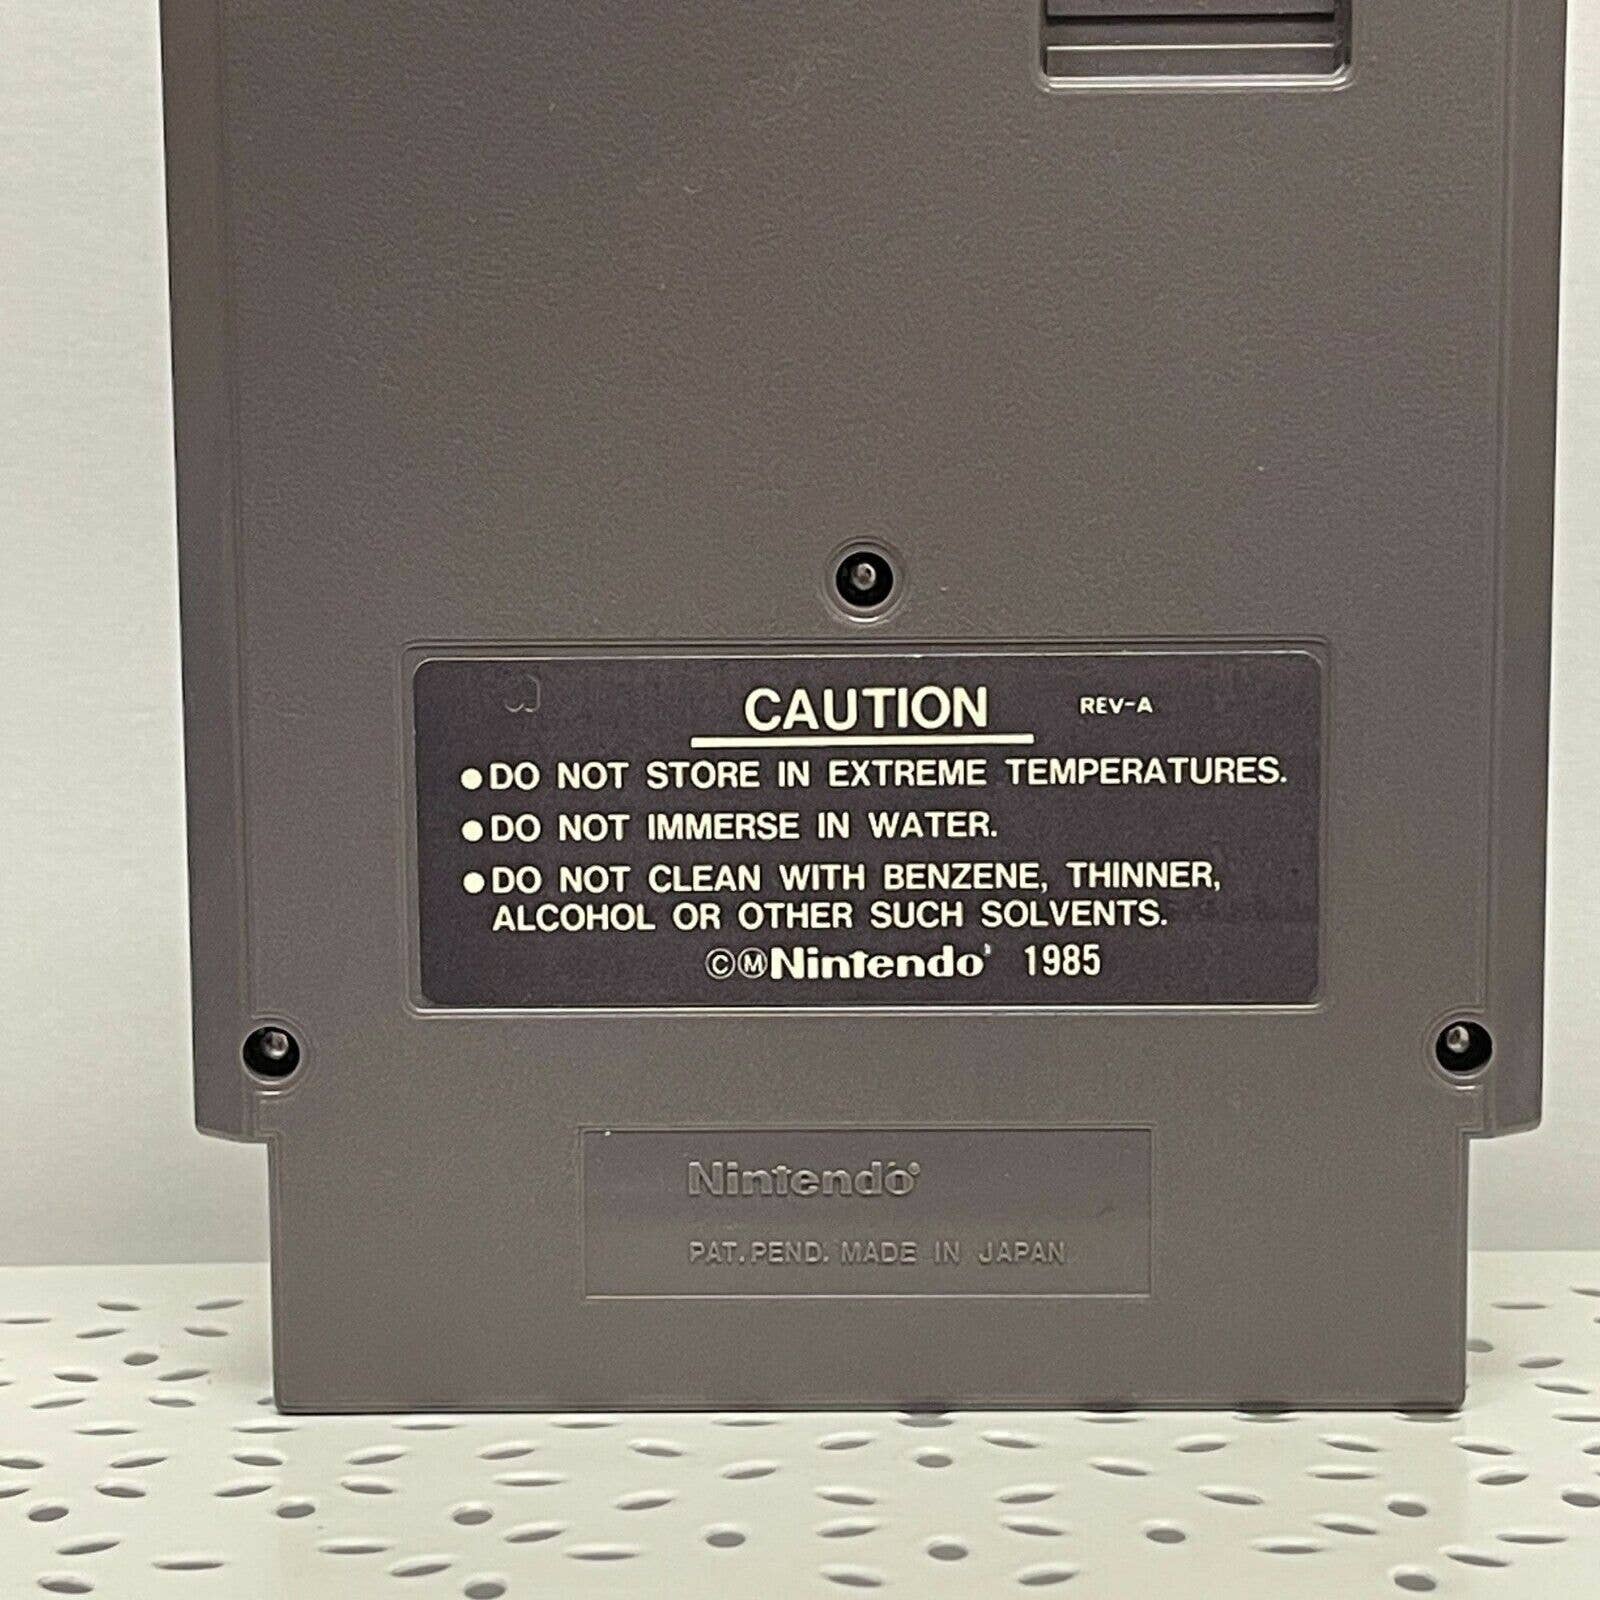 CAUTION REV-A
●DO NOT STORE IN EXTREME TEMPERATURES.
●DO NOT IMMERSE IN WATER.
●DO NOT CLEAN WITH BENZENE, THINNER,
ALCOHOL OR OTHER SUCH SOLVENTS.
©ⓂNintendo 1985
Nintendo®
PAT. PEND. MADE IN JAPAN